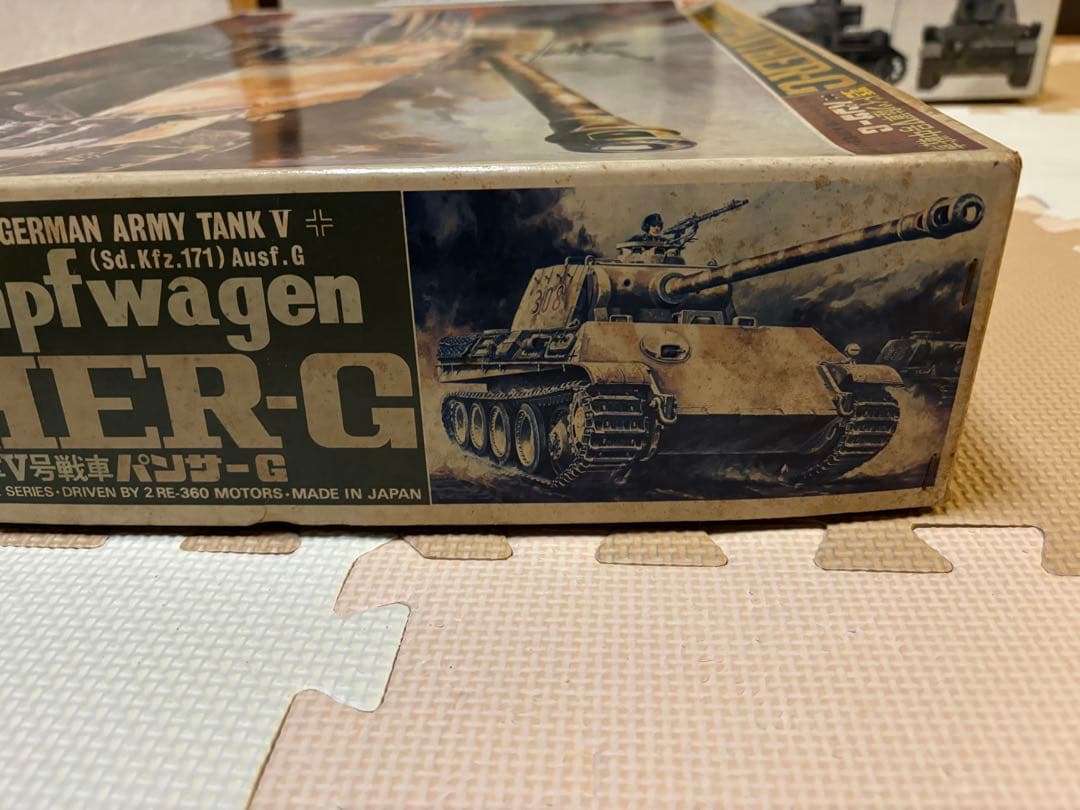 GERMAN ARMY TANK V
(Sd.Kfz.171) Ausf.G
pfwagen
HER-G
V号戦車 パンサーG
SERIES・DRIVEN BY 2 RE-360 MOTORS・MADE IN JAPAN
308